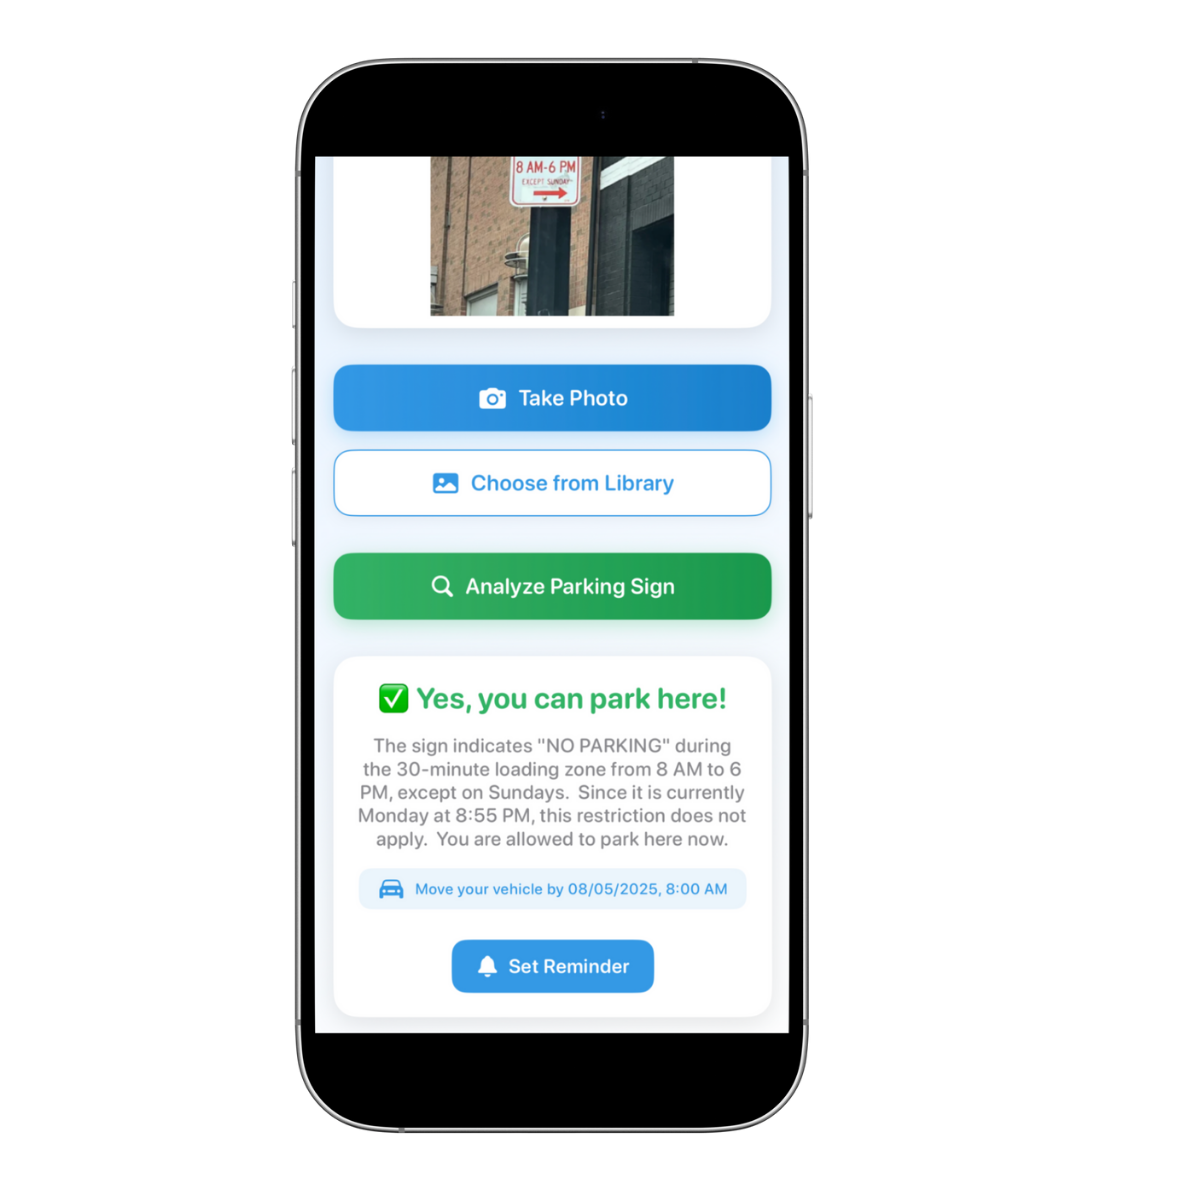 8 AM-6 PM
EXCEPT SUNDAY
Take Photo
Choose from Library
Analyze Parking Sign
✅ Yes, you can park here!
The sign indicates "NO PARKING" during
the 30-minute loading zone from 8 AM to 6
PM, except on Sundays.  Since it is currently
Monday at 8:55 PM, this restriction does not
apply.  You are allowed to park here now.
Move your vehicle by 08/05/2025, 8:00 AM
Set Reminder